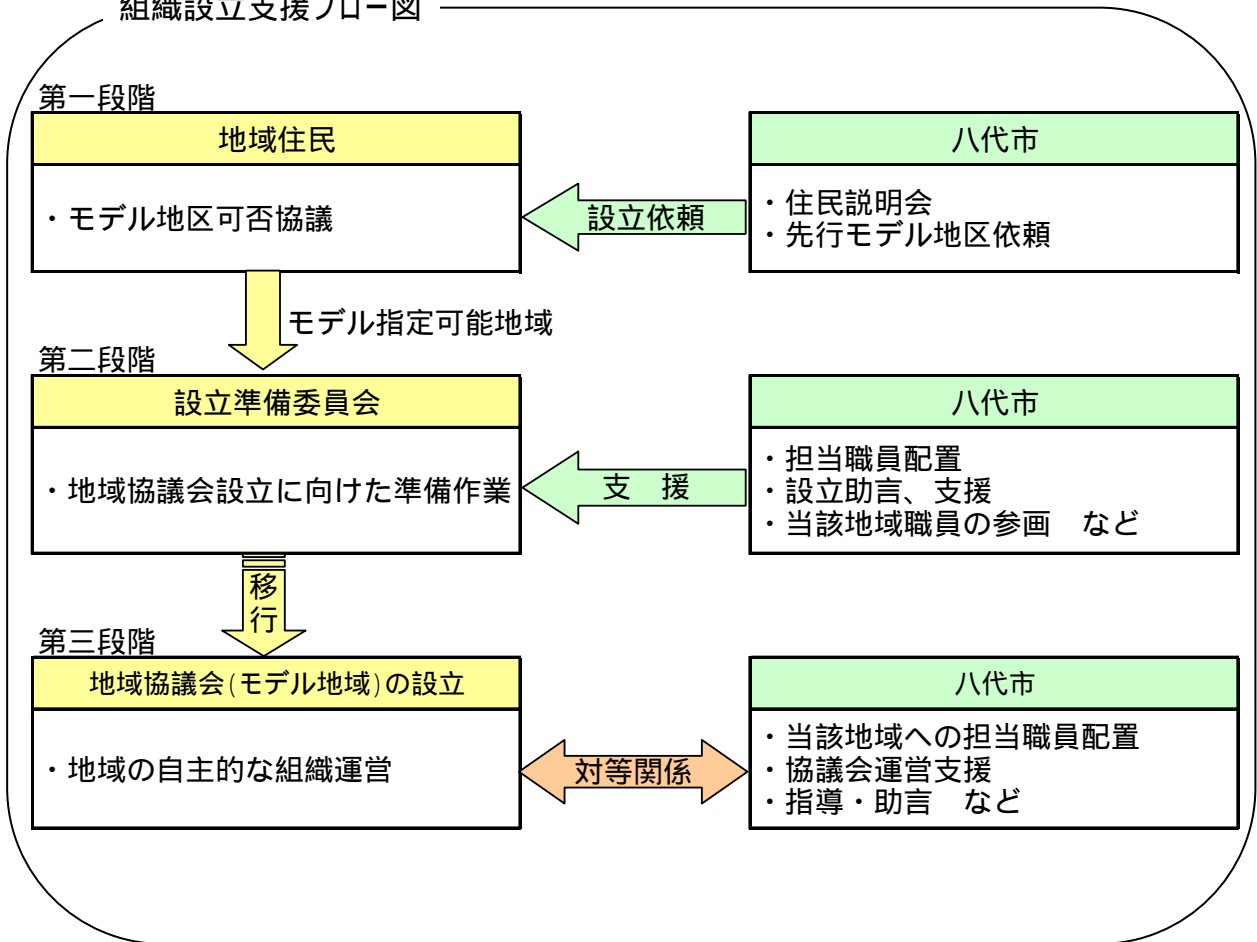 組織設立支援フロー図
第一段階
地域住民
・モデル地区可否協議
設立依頼
八代市
・住民説明会
・先行モデル地区依頼
モデル指定可能地域
第二段階
設立準備委員会
・地域協議会設立に向けた準備作業
支　援
八代市
・担当職員配置
・設立助言、支援
・当該地域職員の参画　など
移行
第三段階
地域協議会(モデル地域)の設立
・地域の自主的な組織運営
対等関係
八代市
・当該地域への担当職員配置
・協議会運営支援
・指導・助言　など